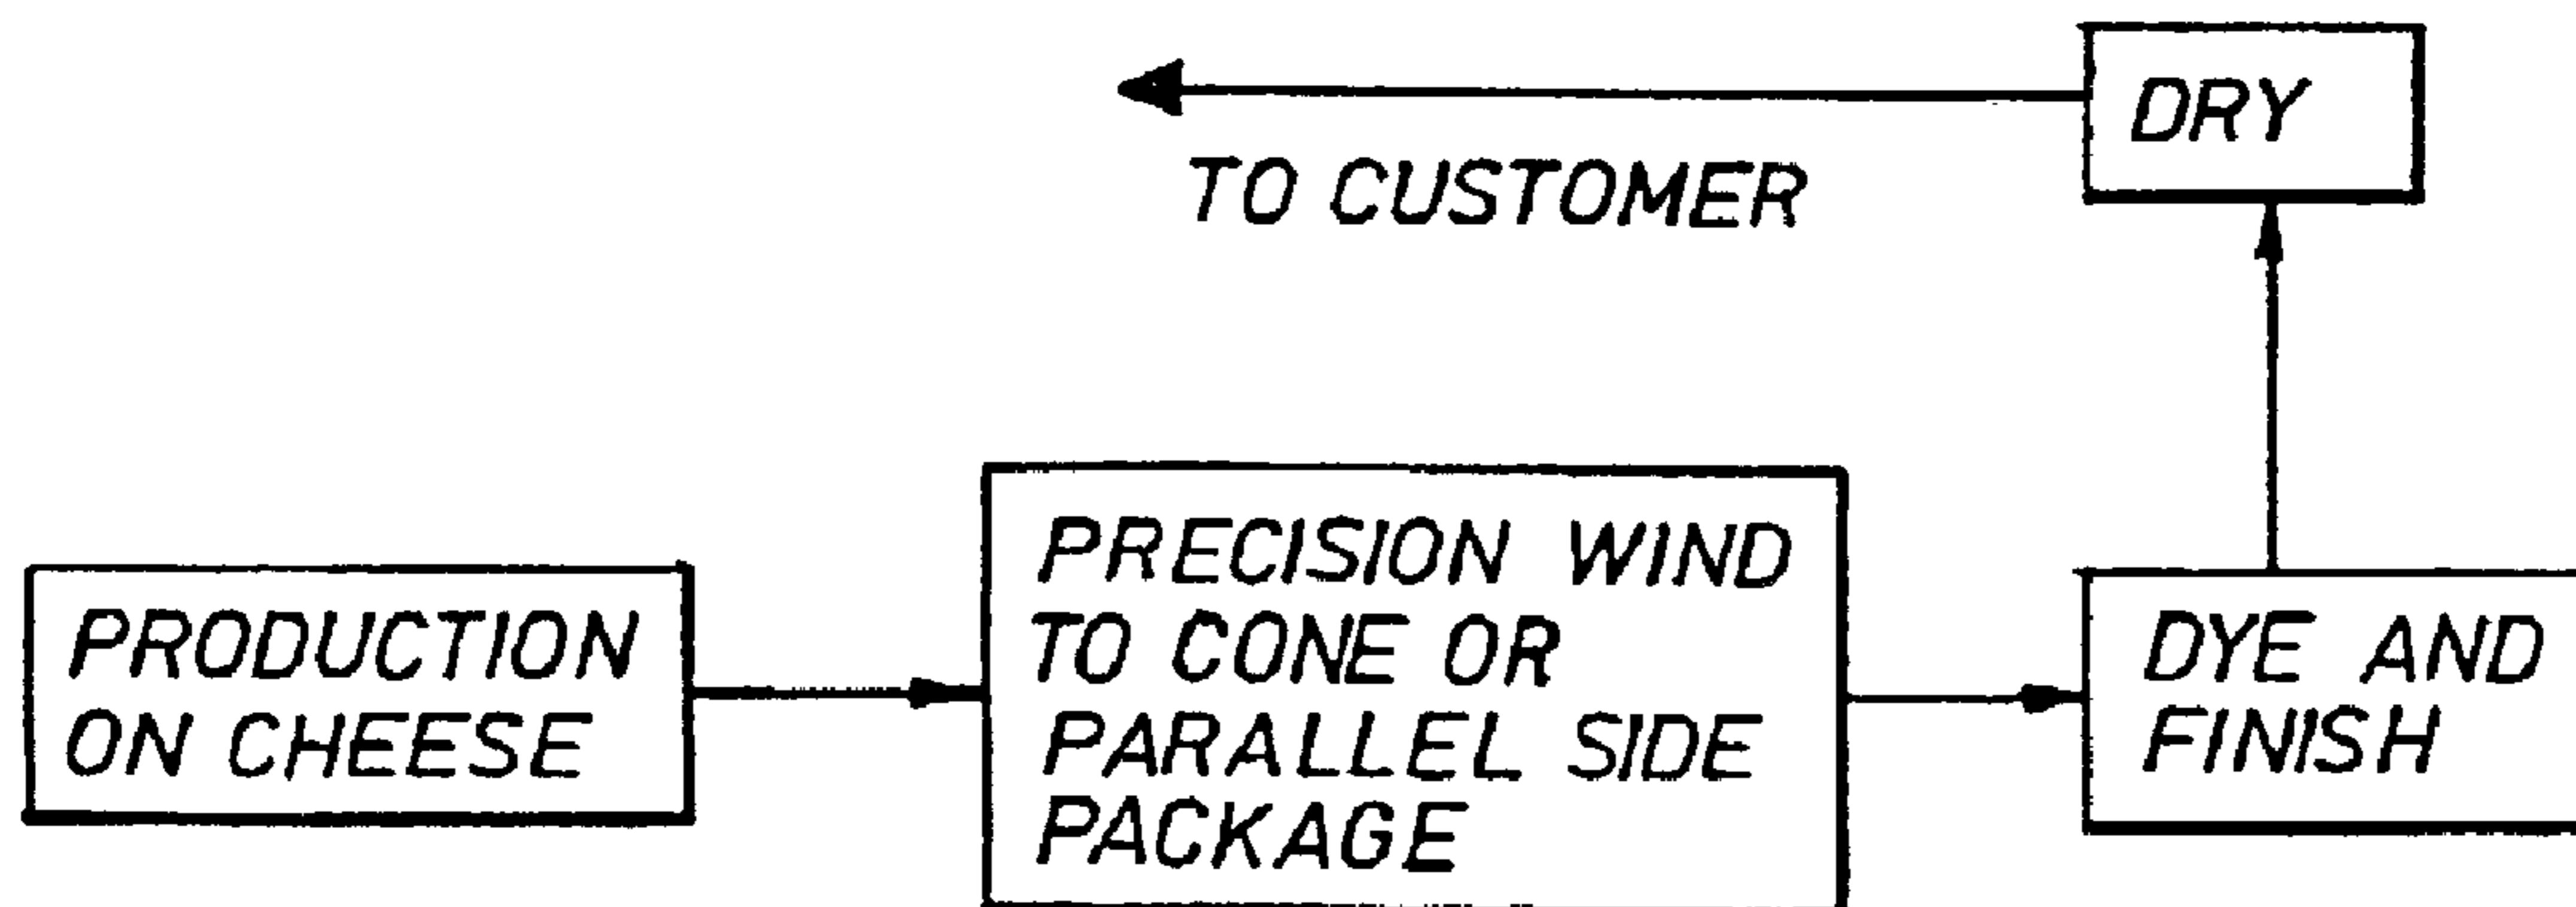 DRY
TO CUSTOMER
PRODUCTION
ON CHEESE
PRECISION WIND
TO CONE OR
PARALLEL SIDE
PACKAGE
DYE AND
FINISH